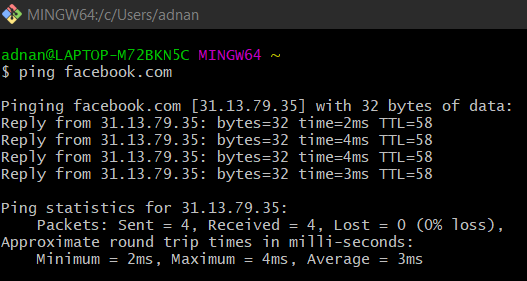 MINGW64:/c/Users/adnan
adnan@LAPTOP-M72BKN5C MINGW64 ~
$ ping facebook.com
Pinging facebook.com [31.13.79.35] with 32 bytes of data:
Reply from 31.13.79.35: bytes=32 time=2ms TTL=58
Reply from 31.13.79.35: bytes=32 time=4ms TTL=58
Reply from 31.13.79.35: bytes=32 time=4ms TTL=58
Reply from 31.13.79.35: bytes=32 time=3ms TTL=58
Ping statistics for 31.13.79.35:
    Packets: Sent = 4, Received = 4, Lost = 0 (0% loss),
Approximate round trip times in milli-seconds:
    Minimum = 2ms, Maximum = 4ms, Average = 3ms